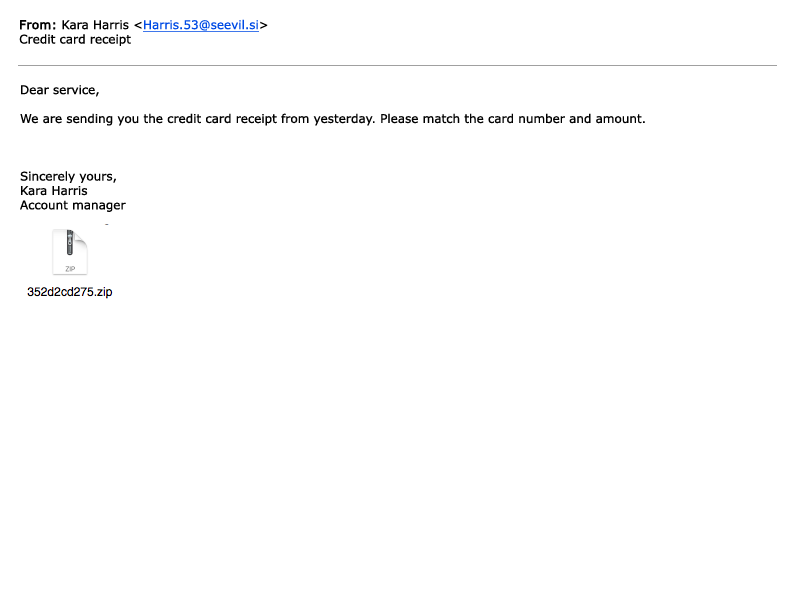 From: Kara Harris <Harris.53@seevil.si>
Credit card receipt
Dear service,
We are sending you the credit card receipt from yesterday. Please match the card number and amount.
Sincerely yours,
Kara Harris
Account manager
ZIP
352d2cd275.zip